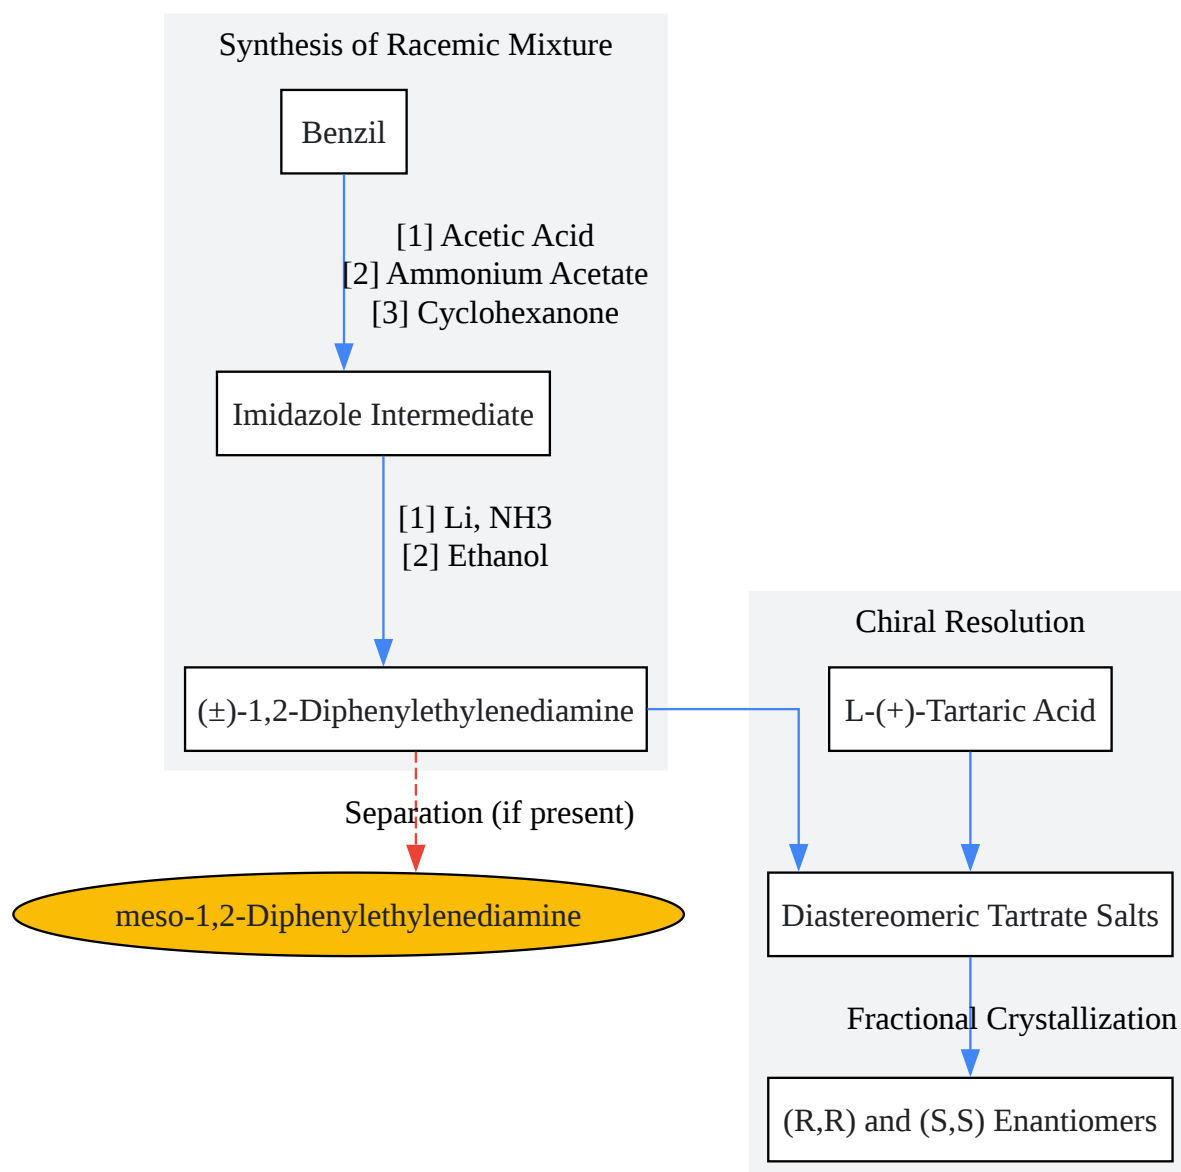 Synthesis of Racemic Mixture
Benzil
[1] Acetic Acid
[2] Ammonium Acetate
[3] Cyclohexanone
Imidazole Intermediate
[1] Li, NH3
[2] Ethanol
(±)-1,2-Diphenylethylenediamine
Separation (if present)
meso-1,2-Diphenylethylenediamine
Chiral Resolution
L-(+)-Tartaric Acid
Diastereomeric Tartrate Salts
Fractional Crystallization
(R,R) and (S,S) Enantiomers